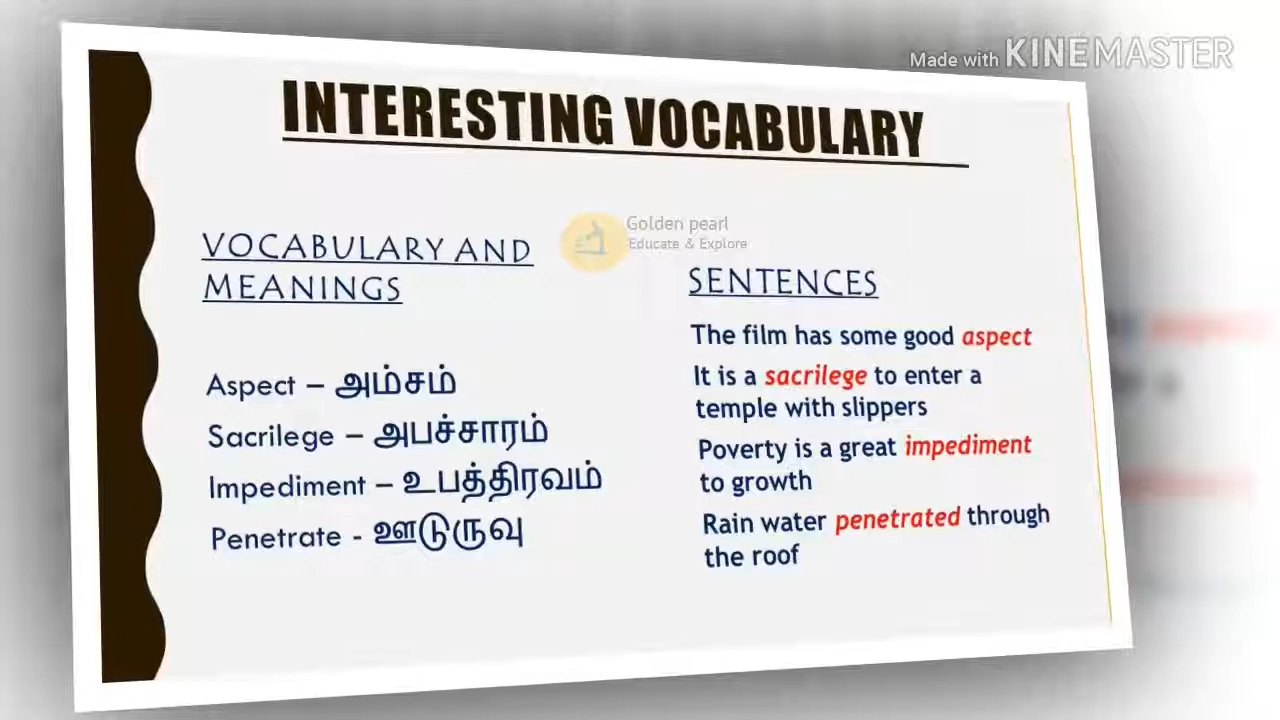 Made with KINEMASTER
INTERESTING VOCABULARY
Golden pearl
Educate & Explore
VOCABULARY AND
MEANINGS
Aspect – அம்சம்
Sacrilege – அபச்சாரம்
Impediment – உபத்திரவம்
Penetrate - ஊடுருவு
SENTENCES
The film has some good aspect
It is a sacrilege to enter a
temple with slippers
Poverty is a great impediment
to growth
Rain water penetrated through
the roof